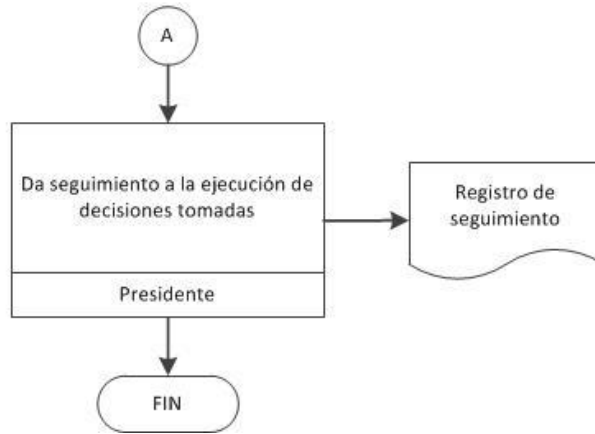 A
Da seguimiento a la ejecución de
decisiones tomadas
Registro de
seguimiento
Presidente
FIN